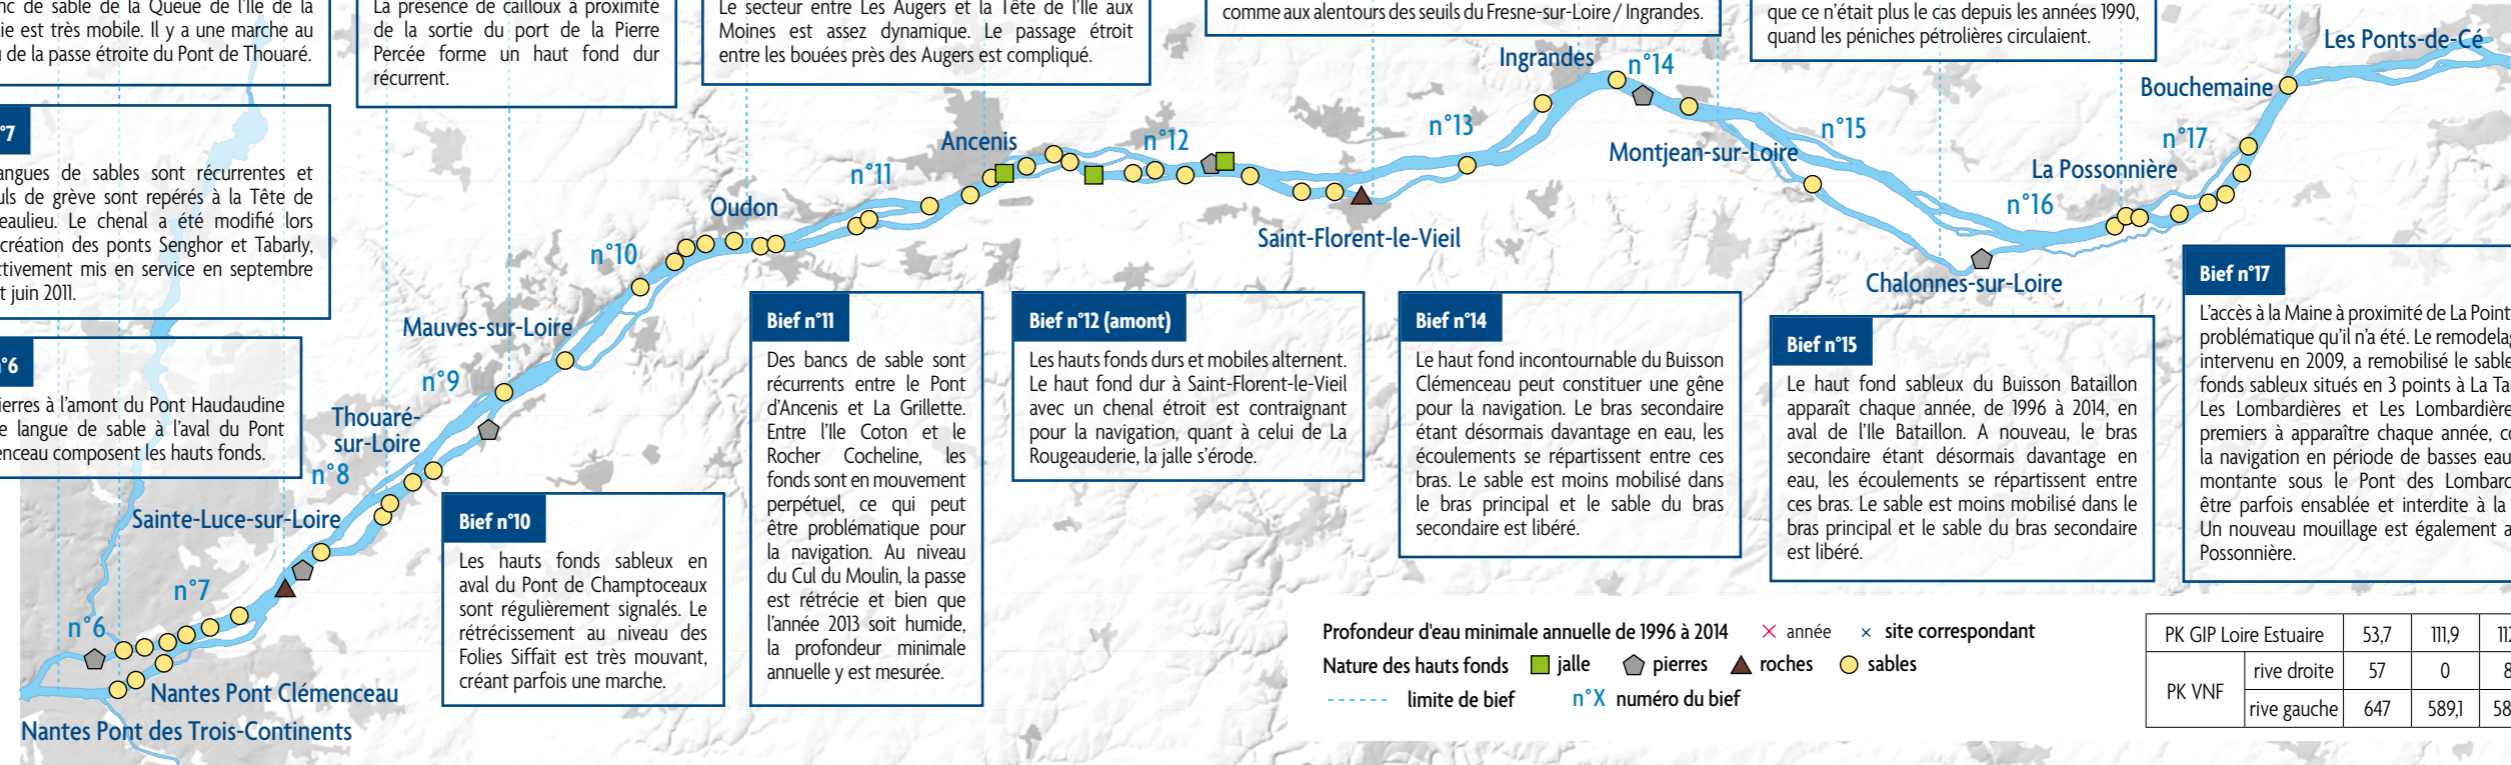 nc de sable de la Queue de l'Ile de la
ie est très mobile. Il y a une marche au
de la passe étroite du Pont de Thouaré.
La présence de cailloux à proximité
de la sortie du port de la Pierre
Percée forme un haut fond dur
récurrent.
Le secteur entre Les Augers et la Tête de l'Ile aux
Moines est assez dynamique. Le passage étroit
entre les bouées près des Augers est compliqué.
comme aux alentours des seuils du Fresne-sur-Loire / Ingrandes.
que ce n'était plus le cas depuis les années 1990,
quand les péniches pétrolières circulaient.
Les Ponts-de-Cé
Bouchemaine
Ingrandes
n°14
n°13
n°15
n°17
Montjean-sur-Loire
La Possonnière
n°16
Chalonnes-sur-Loire
Ancenis
n°12
n°11
Oudon
Saint-Florent-le-Vieil
n°10
Mauves-sur-Loire
n°9
Thouaré-
sur-Loire
n°8
Sainte-Luce-sur-Loire
n°7
n°6
Nantes Pont Clémenceau
Nantes Pont des Trois-Continents
°7
angues de sables sont récurrentes et
uls de grève sont repérés à la Tête de
eaulieu. Le chenal a été modifié lors
création des ponts Senghor et Tabarly,
ctivement mis en service en septembre
t juin 2011.
°6
ierres à l'amont du Pont Haudaudine
e langue de sable à l'aval du Pont
enceau composent les hauts fonds.
Bief n°10
Les hauts fonds sableux en
aval du Pont de Champtoceaux
sont régulièrement signalés. Le
rétrécissement au niveau des
Folies Siffait est très mouvant,
créant parfois une marche.
Bief n°11
Des bancs de sable sont
récurrents entre le Pont
d'Ancenis et La Grillette.
Entre l'Ile Coton et le
Rocher Cocheline, les
fonds sont en mouvement
perpétuel, ce qui peut
être problématique pour
la navigation. Au niveau
du Cul du Moulin, la passe
est rétrécie et bien que
l'année 2013 soit humide,
la profondeur minimale
annuelle y est mesurée.
Bief n°12 (amont)
Les hauts fonds durs et mobiles alternent.
Le haut fond dur à Saint-Florent-le-Vieil
avec un chenal étroit est contraignant
pour la navigation, quant à celui de La
Rougeauderie, la jalle s'érode.
Bief n°14
Le haut fond incontournable du Buisson
Clémenceau peut constituer une gêne
pour la navigation. Le bras secondaire
étant désormais davantage en eau, les
écoulements se répartissent entre ces
bras. Le sable est moins mobilisé dans
le bras principal et le sable du bras
secondaire est libéré.
Bief n°15
Le haut fond sableux du Buisson Bataillon
apparaît chaque année, de 1996 à 2014, en
aval de l'Ile Bataillon. A nouveau, le bras
secondaire étant désormais davantage en
eau, les écoulements se répartissent entre
ces bras. Le sable est moins mobilisé dans le
bras principal et le sable du bras secondaire
est libéré.
Bief n°17
L'accès à la Maine à proximité de La Point
problématique qu'il n'a été. Le remodelag
intervenu en 2009, a remobilisé le sable
fonds sableux situés en 3 points à La Ta
Les Lombardières et Les Lombardière
premiers à apparaître chaque année, c
la navigation en période de basses eau
montante sous le Pont des Lombard
être parfois ensablée et interdite à la
Un nouveau mouillage est également a
Possonnière.
Profondeur d'eau minimale annuelle de 1996 à 2014 × année × site correspondant
Nature des hauts fonds jalle pierres roches sables
limite de bief n°X numéro du bief
PK GIP Loire Estuaire 53,7 111,9 112
PK VNF rive droite 57 0 8
rive gauche 647 589,1 58